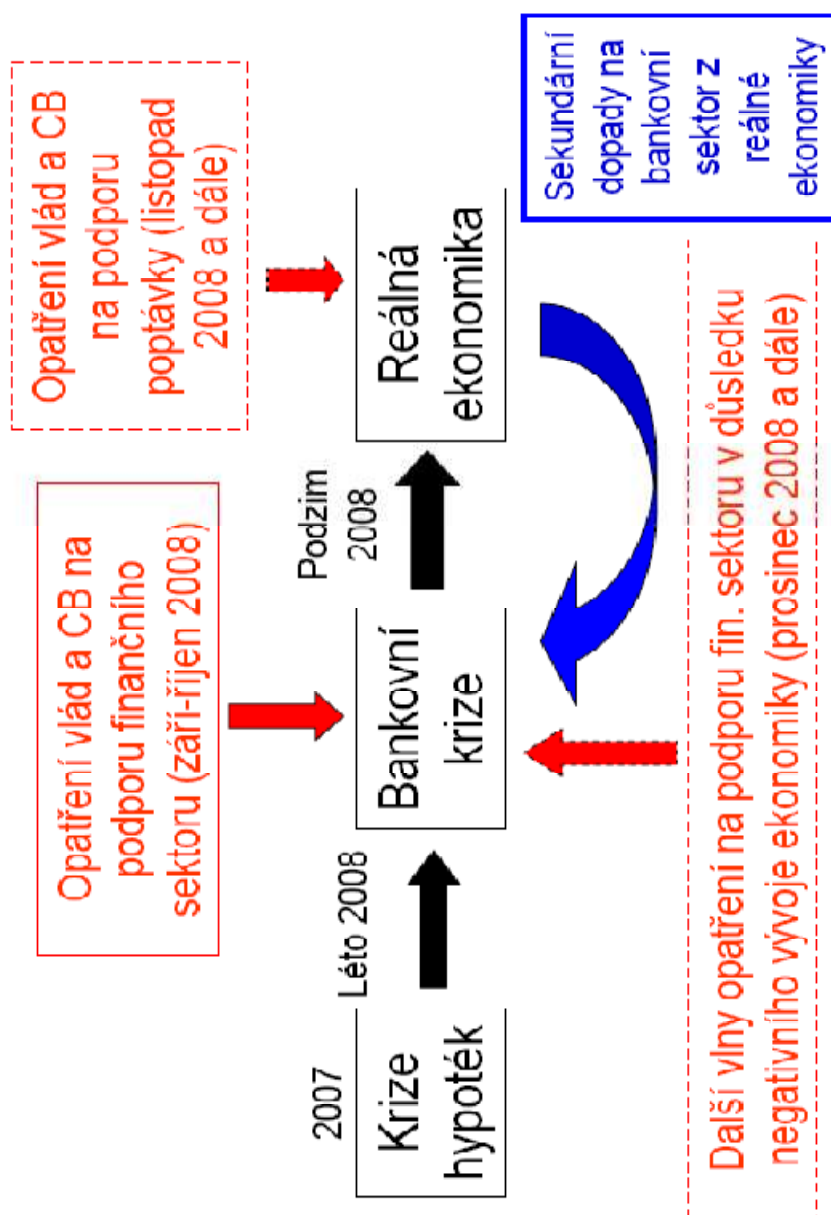 Opatření vlád a CB na
podporu finančního
sektoru (září-říjen 2008)
Opatření vlád a CB
na podporu
poptávky (listopad
2008 a dále)
2007
Krize
hypoték
Léto 2008
Bankovní
krize
Podzim
2008
Reálná
ekonomika
Sekundární
dopady na
bankovní
sektor z
reálné
ekonomiky
Další vlny opatření na podporu fin. sektoru v důsledku
negativního vývoje ekonomiky (prosinec 2008 a dále)